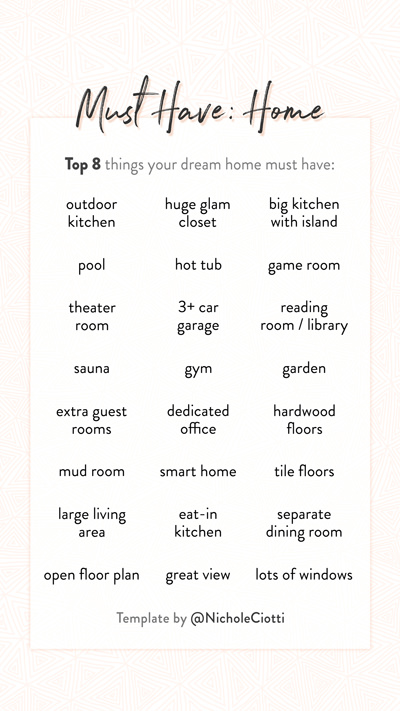 Must Have: Home
Top 8 things your dream home must have:
outdoor kitchen
huge glam closet
big kitchen with island
pool
hot tub
game room
theater room
3+ car garage
reading room / library
sauna
gym
garden
extra guest rooms
dedicated office
hardwood floors
mud room
smart home
tile floors
large living area
eat-in kitchen
separate dining room
open floor plan
great view
lots of windows
Template by @NicholeCiotti